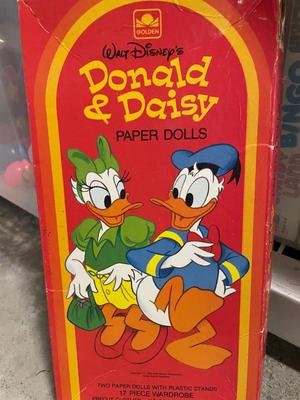 GOLDEN
Walt Disney's
Donald
& Daisy
PAPER DOLLS
TWO PAPER DOLLS WITH PLASTIC STANDS
17 PIECE WARDROBE